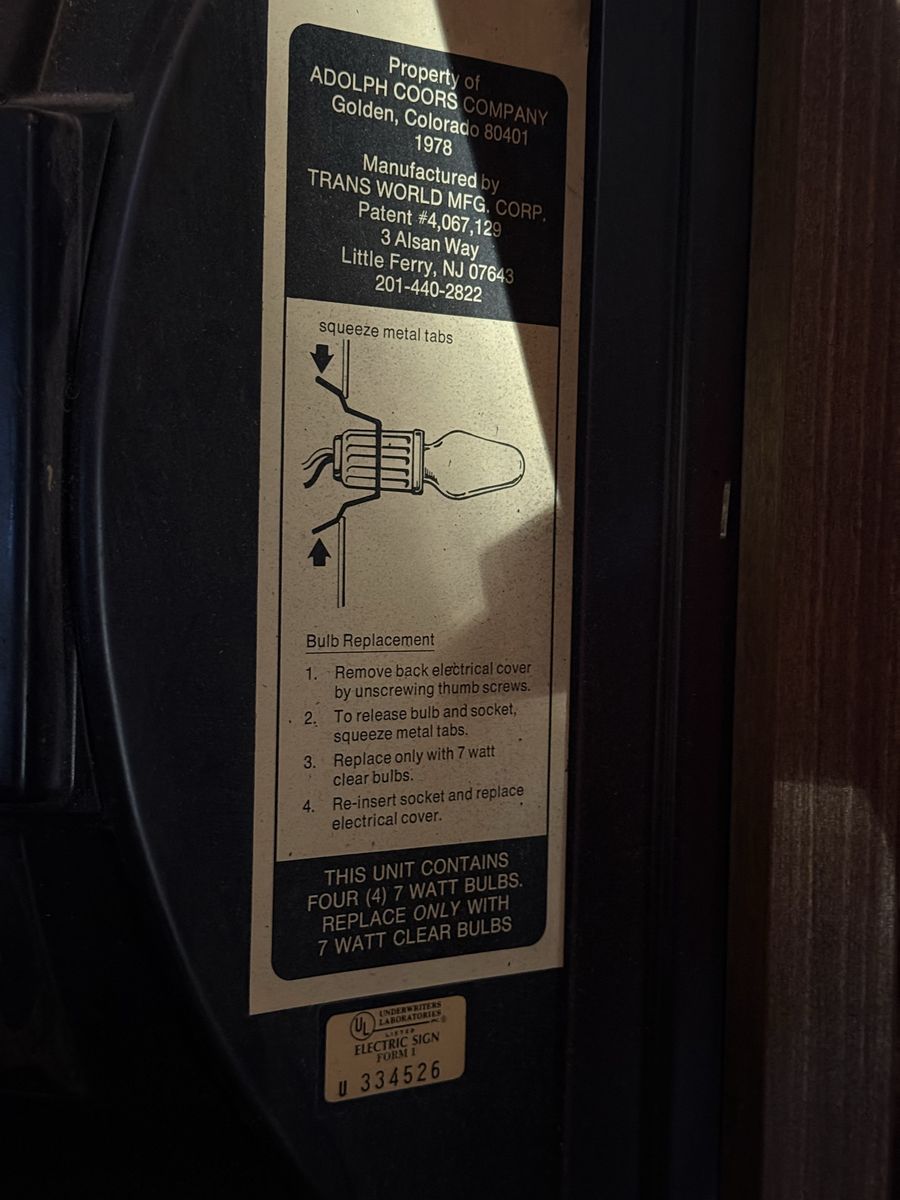 Property of
ADOLPH COORS COMPANY
Golden, Colorado 80401
1978
Manufactured by
TRANS WORLD MFG. CORP.
Patent #4,067,129
3 Alsan Way
Little Ferry, NJ 07643
201-440-2822
squeeze metal tabs
Bulb Replacement
1. Remove back electrical cover
by unscrewing thumb screws.
2. To release bulb and socket,
squeeze metal tabs.
3. Replace only with 7 watt
clear bulbs.
4. Re-insert socket and replace
electrical cover.
THIS UNIT CONTAINS
FOUR (4) 7 WATT BULBS.
REPLACE ONLY WITH
7 WATT CLEAR BULBS
UL UNDERWRITERS
LABORATORIES
INC.®
LISTED
ELECTRIC SIGN
FORM 1
U 334526